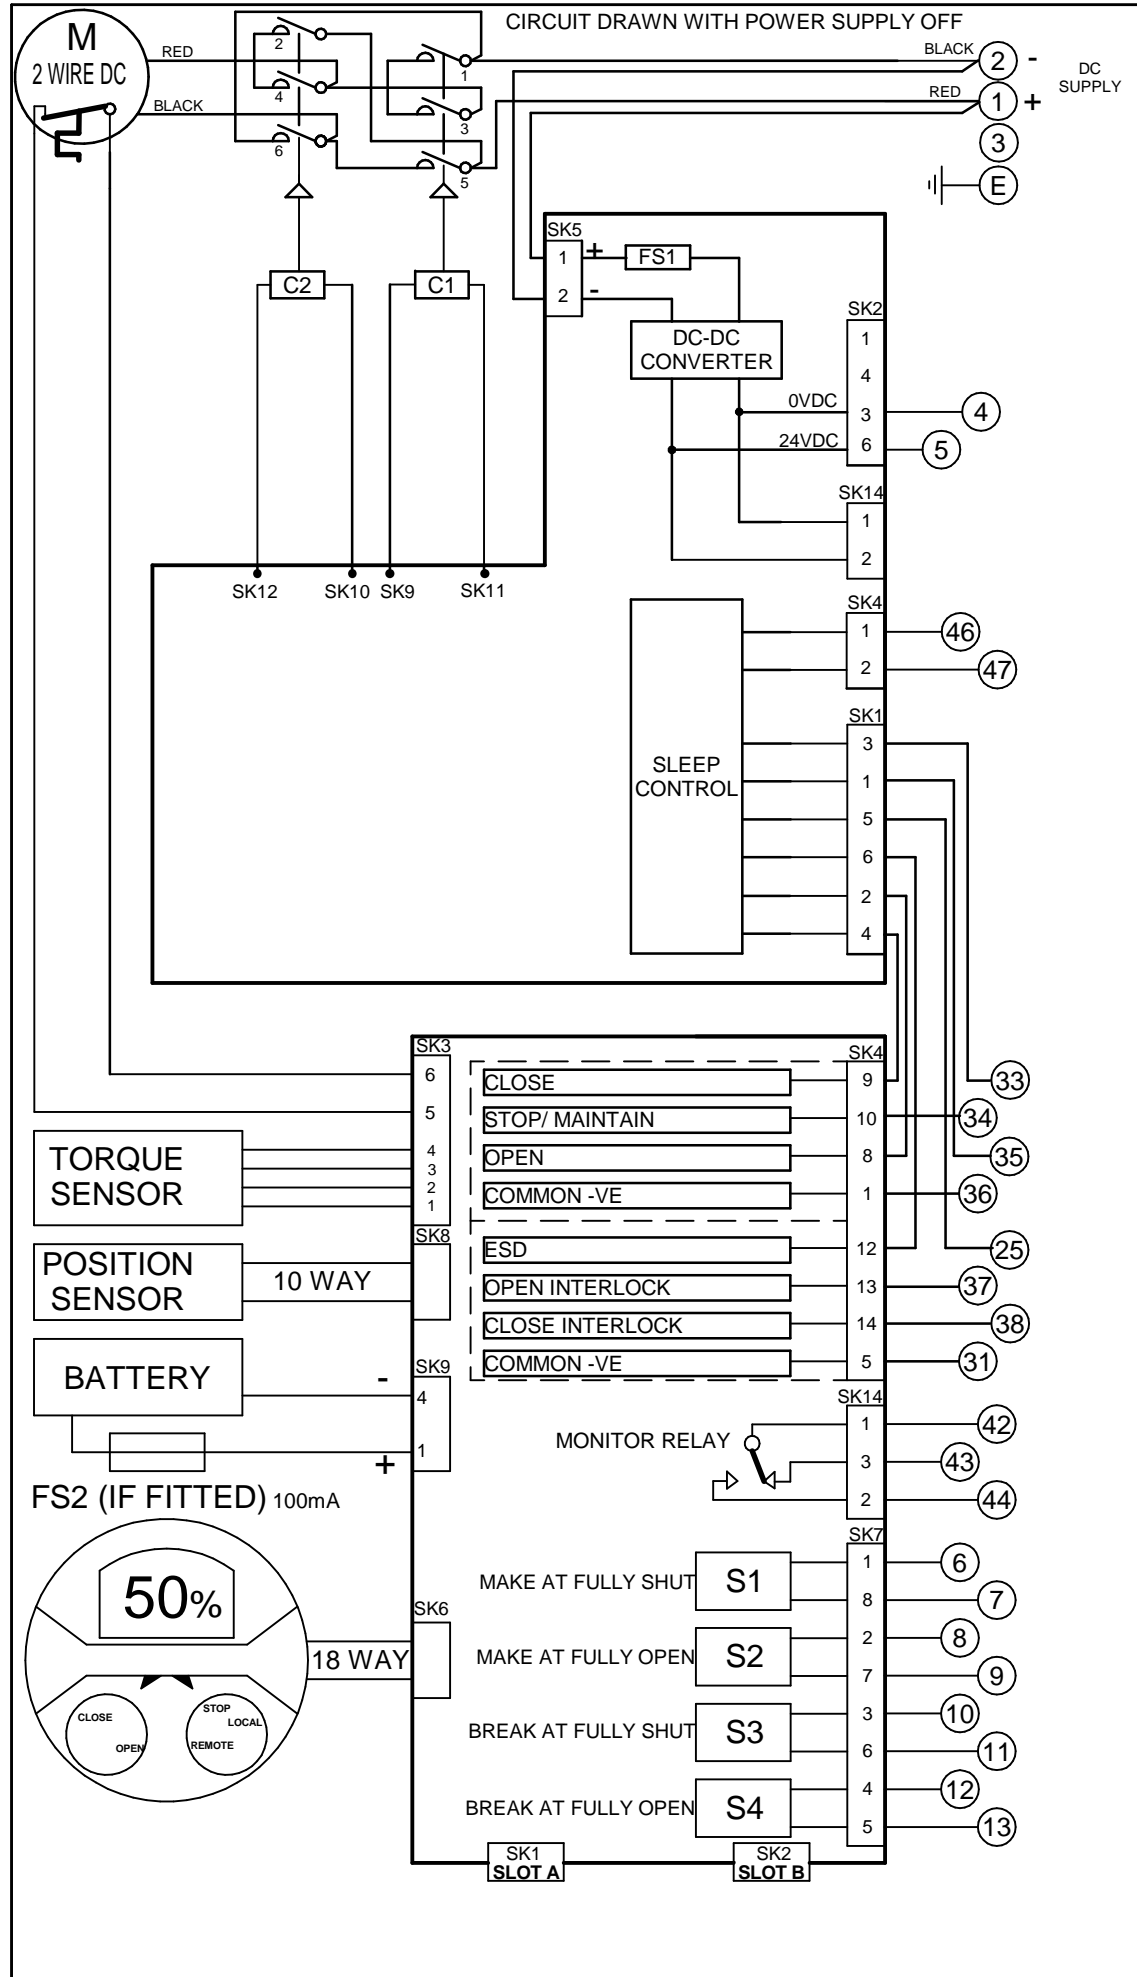 CIRCUIT DRAWN WITH POWER SUPPLY OFF
M
2 WIRE DC
RED
BLACK
2
4
6
1
3
5
BLACK
2 -
RED
1 +
DC
SUPPLY
3
E
C2
C1
SK12
SK10
SK9
SK11
SK5
1 +
2 -
FS1
DC-DC
CONVERTER
0VDC
24VDC
SK2
1
4
3
4
6
5
SK14
1
2
SLEEP
CONTROL
SK4
1
46
2
47
SK1
3
1
5
6
2
4
SK3
6
5
4
3
2
1
TORQUE
SENSOR
SK8
POSITION
SENSOR
10 WAY
SK9
BATTERY
-
4
1
+
FS2 (IF FITTED) 100mA
50%
CLOSE
OPEN
STOP
LOCAL
REMOTE
18 WAY
SK6
SK4
CLOSE
9
33
STOP/ MAINTAIN
10
34
OPEN
8
35
COMMON -VE
1
36
ESD
12
25
OPEN INTERLOCK
13
37
CLOSE INTERLOCK
14
38
COMMON -VE
5
31
SK14
MONITOR RELAY
1
42
3
43
2
44
SK7
MAKE AT FULLY SHUT
S1
1
6
8
7
MAKE AT FULLY OPEN
S2
2
8
7
9
BREAK AT FULLY SHUT
S3
3
10
6
11
BREAK AT FULLY OPEN
S4
4
12
5
13
SK1
SLOT A
SK2
SLOT B